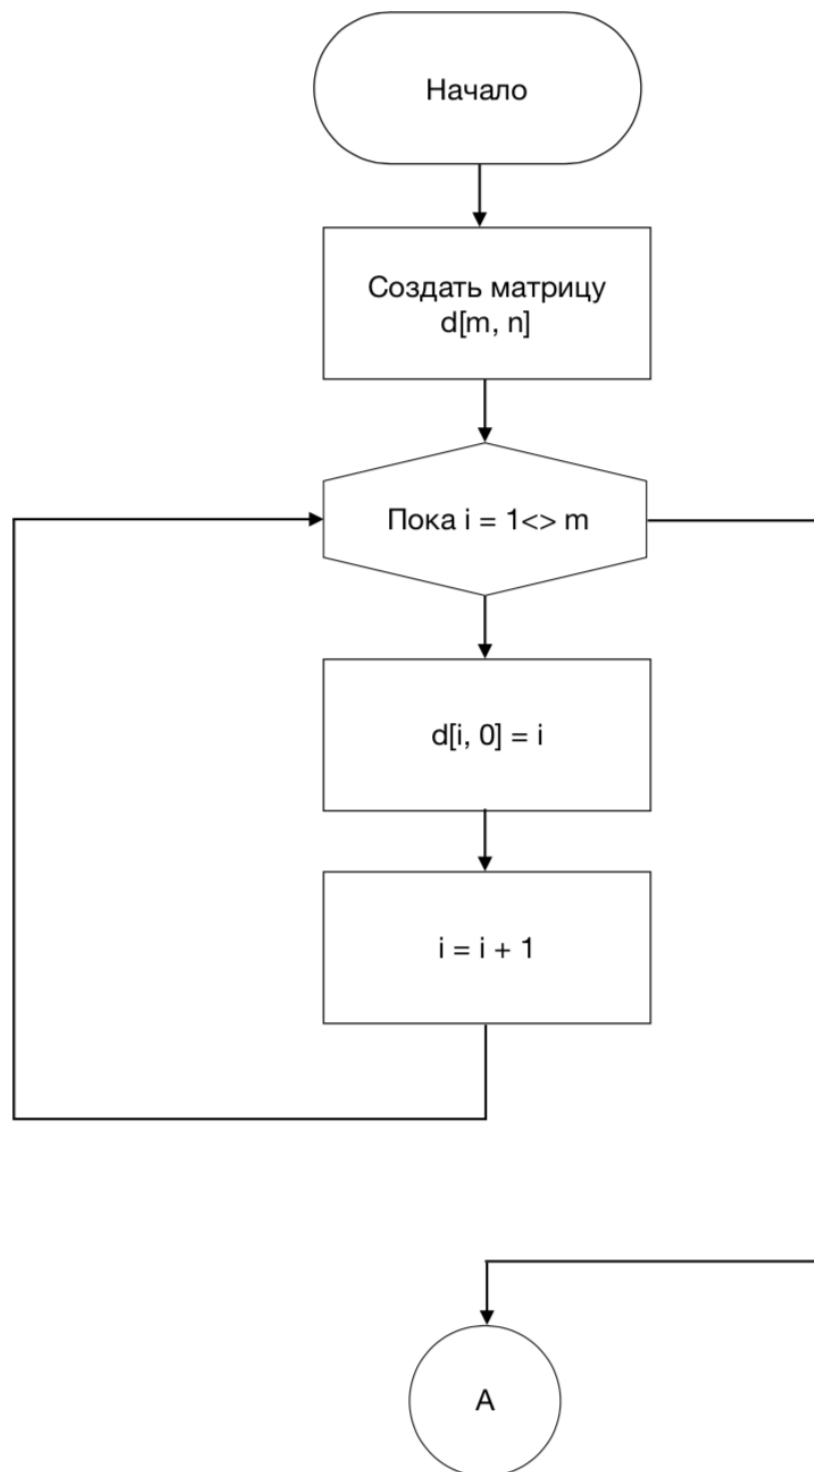 Начало
Создать матрицу
d[m, n]
Пока i = 1<> m
d[i, 0] = i
i = i + 1
А